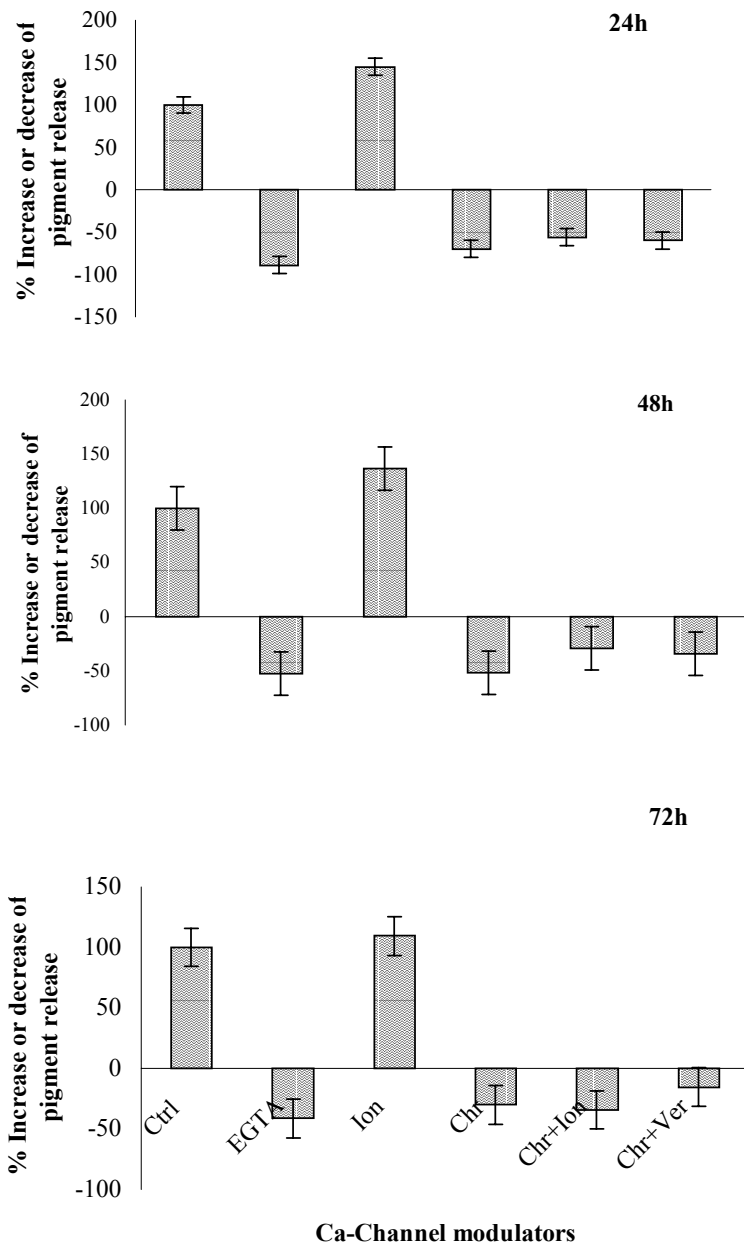 24h
% Increase or decrease of
pigment release
200
150
100
50
0
-50
-100
-150
48h
% Increase or decrease of
pigment release
200
150
100
50
0
-50
-100
72h
% Increase or decrease of
pigment release
150
100
50
0
-50
-100
Ctrl
EGTA
Ion
Chr
Chr+Ion
Chr+Ver
Ca-Channel modulators